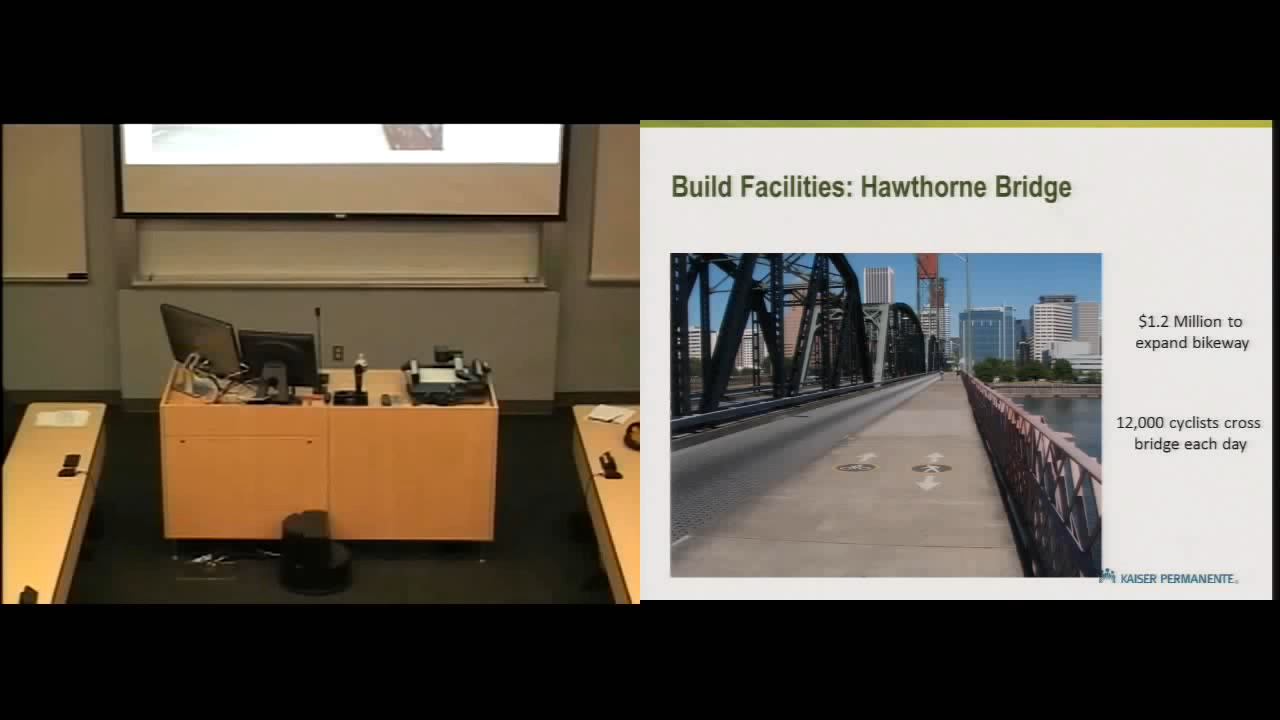 Build Facilities: Hawthorne Bridge
$1.2 Million to
expand bikeway
12,000 cyclists cross
bridge each day
KAISER PERMANENTE®